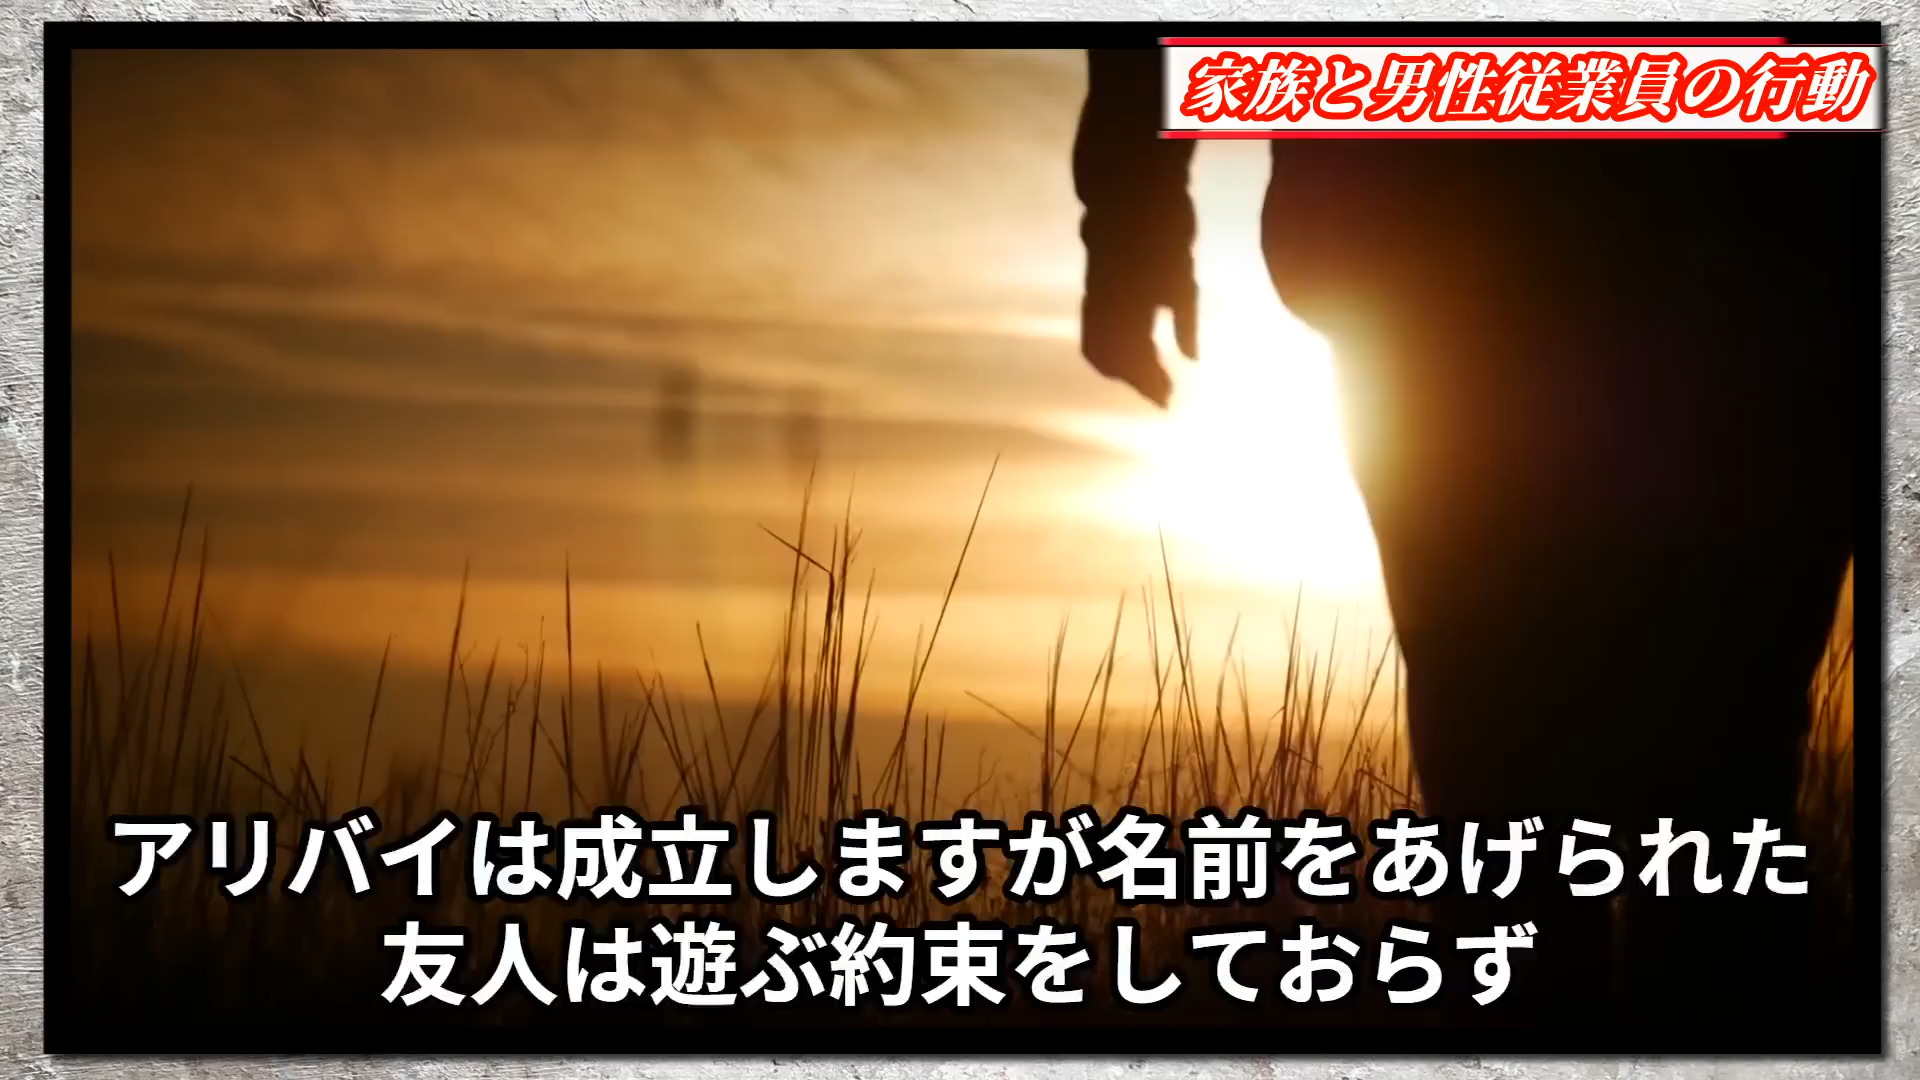 家族と男性従業員の行動
アリバイは成立しますが名前をあげられた
友人は遊ぶ約束をしておらず